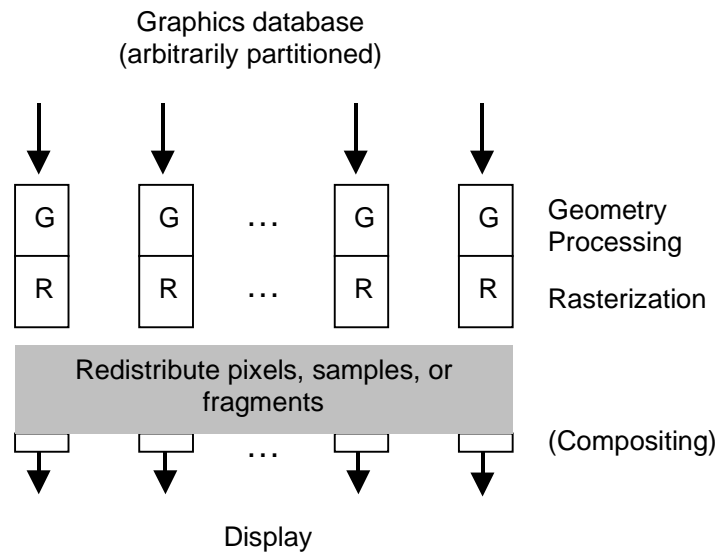 Graphics database
(arbitrarily partitioned)
G G ... G G
Geometry
Processing
R R ... R R
Rasterization
Redistribute pixels, samples, or
fragments
...
(Compositing)
Display